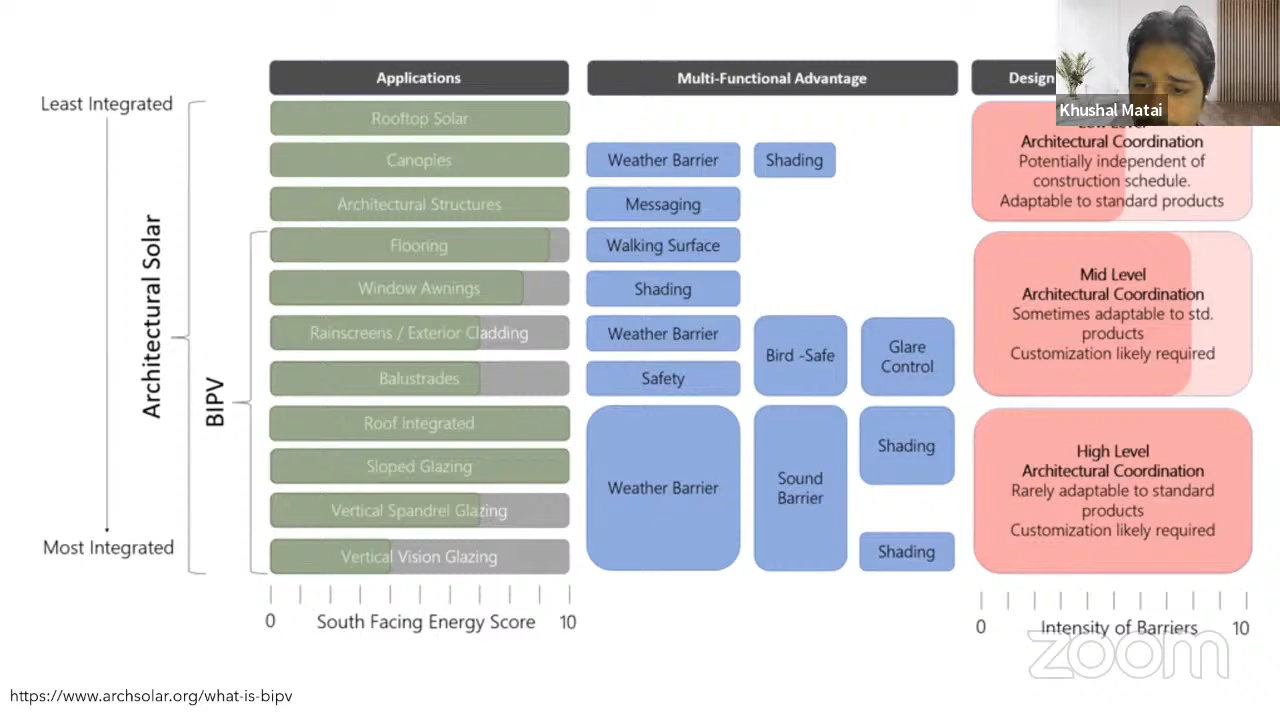 Applications
Multi-Functional Advantage
Design
Khushal Matai
Least Integrated
Most Integrated
Architectural Solar
BIPV
Rooftop Solar
Canopies
Weather Barrier
Shading
Architectural Structures
Messaging
Flooring
Walking Surface
Window Awnings
Shading
Rainscreens / Exterior Cladding
Weather Barrier
Bird -Safe
Glare
Control
Balustrades
Safety
Roof Integrated
Sloped Glazing
Vertical Spandrel Glazing
Vertical Vision Glazing
Weather Barrier
Sound
Barrier
Shading
Shading
Architectural Coordination
Potentially independent of
construction schedule.
Adaptable to standard products
Mid Level
Architectural Coordination
Sometimes adaptable to std.
products
Customization likely required
High Level
Architectural Coordination
Rarely adaptable to standard
products
Customization likely required
0 South Facing Energy Score 10
0 Intensity of Barriers 10
zoom
https://www.archsolar.org/what-is-bipv